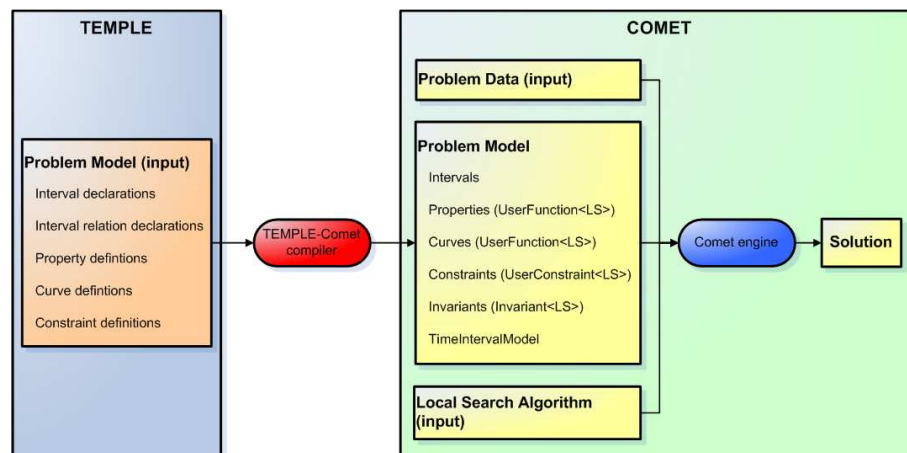 TEMPLE
Problem Model (input)
Interval declarations
Interval relation declarations
Property defintions
Curve defintions
Constraint definitions
TEMPLE-Comet
compiler
COMET
Problem Data (input)
Problem Model
Intervals
Properties (UserFunction<LS>)
Curves (UserFunction<LS>)
Constraints (UserConstraint<LS>)
Invariants (Invariant<LS>)
TimeIntervalModel
Local Search Algorithm
(input)
Comet engine
Solution